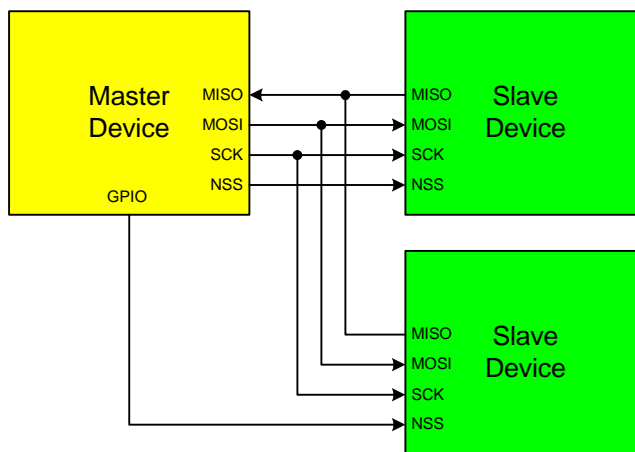 Master
Device
MISO
MOSI
SCK
NSS
GPIO
MISO
MOSI
SCK
NSS
Slave
Device
MISO
MOSI
SCK
NSS
Slave
Device